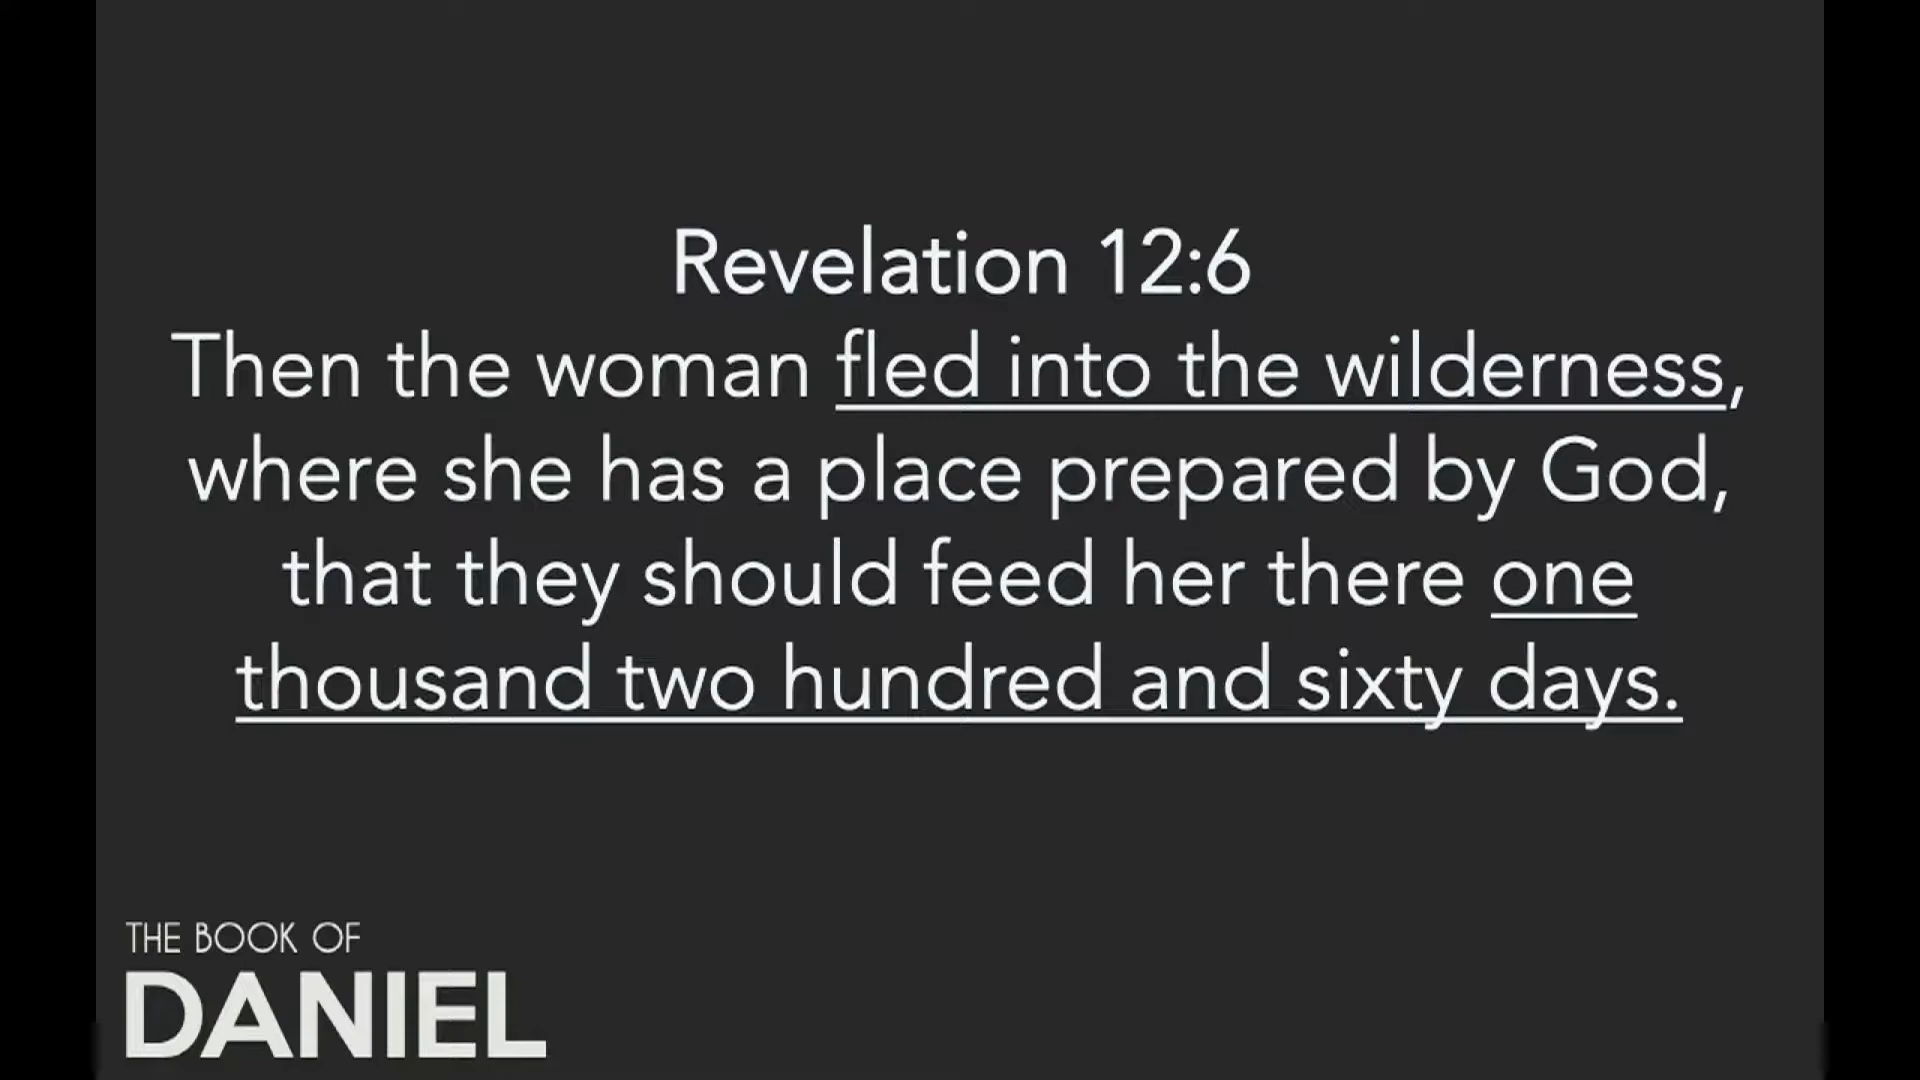 Revelation 12:6
Then the woman fled into the wilderness,
where she has a place prepared by God,
that they should feed her there one
thousand two hundred and sixty days.
THE BOOK OF
DANIEL